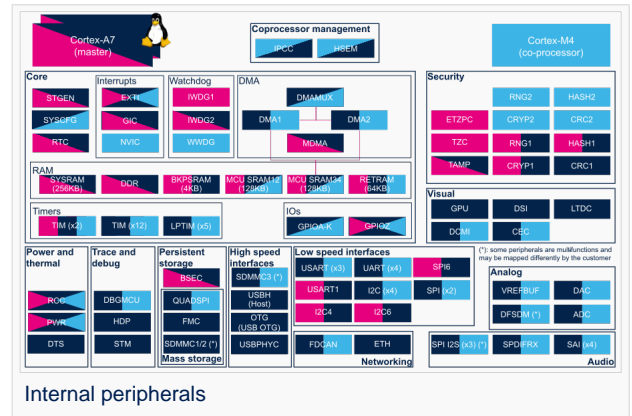 Cortex-A7
(master)
Coprocessor management
IPCC
HSEM
Cortex-M4
(co-processor)
Core
STGEN
SYSCFG
RTC
Interrupts
EXTI
GIC
NVIC
Watchdog
IWDG1
IWDG2
WWDG
DMA
DMAMUX
DMA1
DMA2
MDMA
RAM
SYSRAM
(256KB)
DDR
BKPSRAM
(4KB)
MCU SRAM12
(128KB)
MCU SRAM34
(128KB)
RETRAM
(64KB)
Timers
TIM (x2)
TIM (x12)
LPTIM (x5)
IOs
GPIOA-K
GPIOZ
Security
RNG2
HASH2
ETZPC
CRYP2
CRC2
TZC
RNG1
HASH1
TAMP
CRYP1
CRC1
Visual
GPU
DSI
LTDC
DCMI
CEC
(*): some peripherals are multifunctions and
may be mapped differently by the customer
Power and
thermal
RCC
PWR
DTS
Trace and
debug
DBGMCU
HDP
STM
Persistent
storage
BSEC
QUADSPI
FMC
SDMMC1/2 (*)
Mass storage
High speed
interfaces
SDMMC3 (*)
USBH
(Host)
OTG
(USB OTG)
USBPHYC
Low speed interfaces
USART (x3)
UART (x4)
SPI6
USART1
I2C (x4)
SPI (x2)
I2C4
I2C6
FDCAN
ETH
Networking
Analog
VREFBUF
DAC
DFSDM (*)
ADC
SPI I2S (x3) (*)
SPDIFRX
SAI (x4)
Audio
Internal peripherals